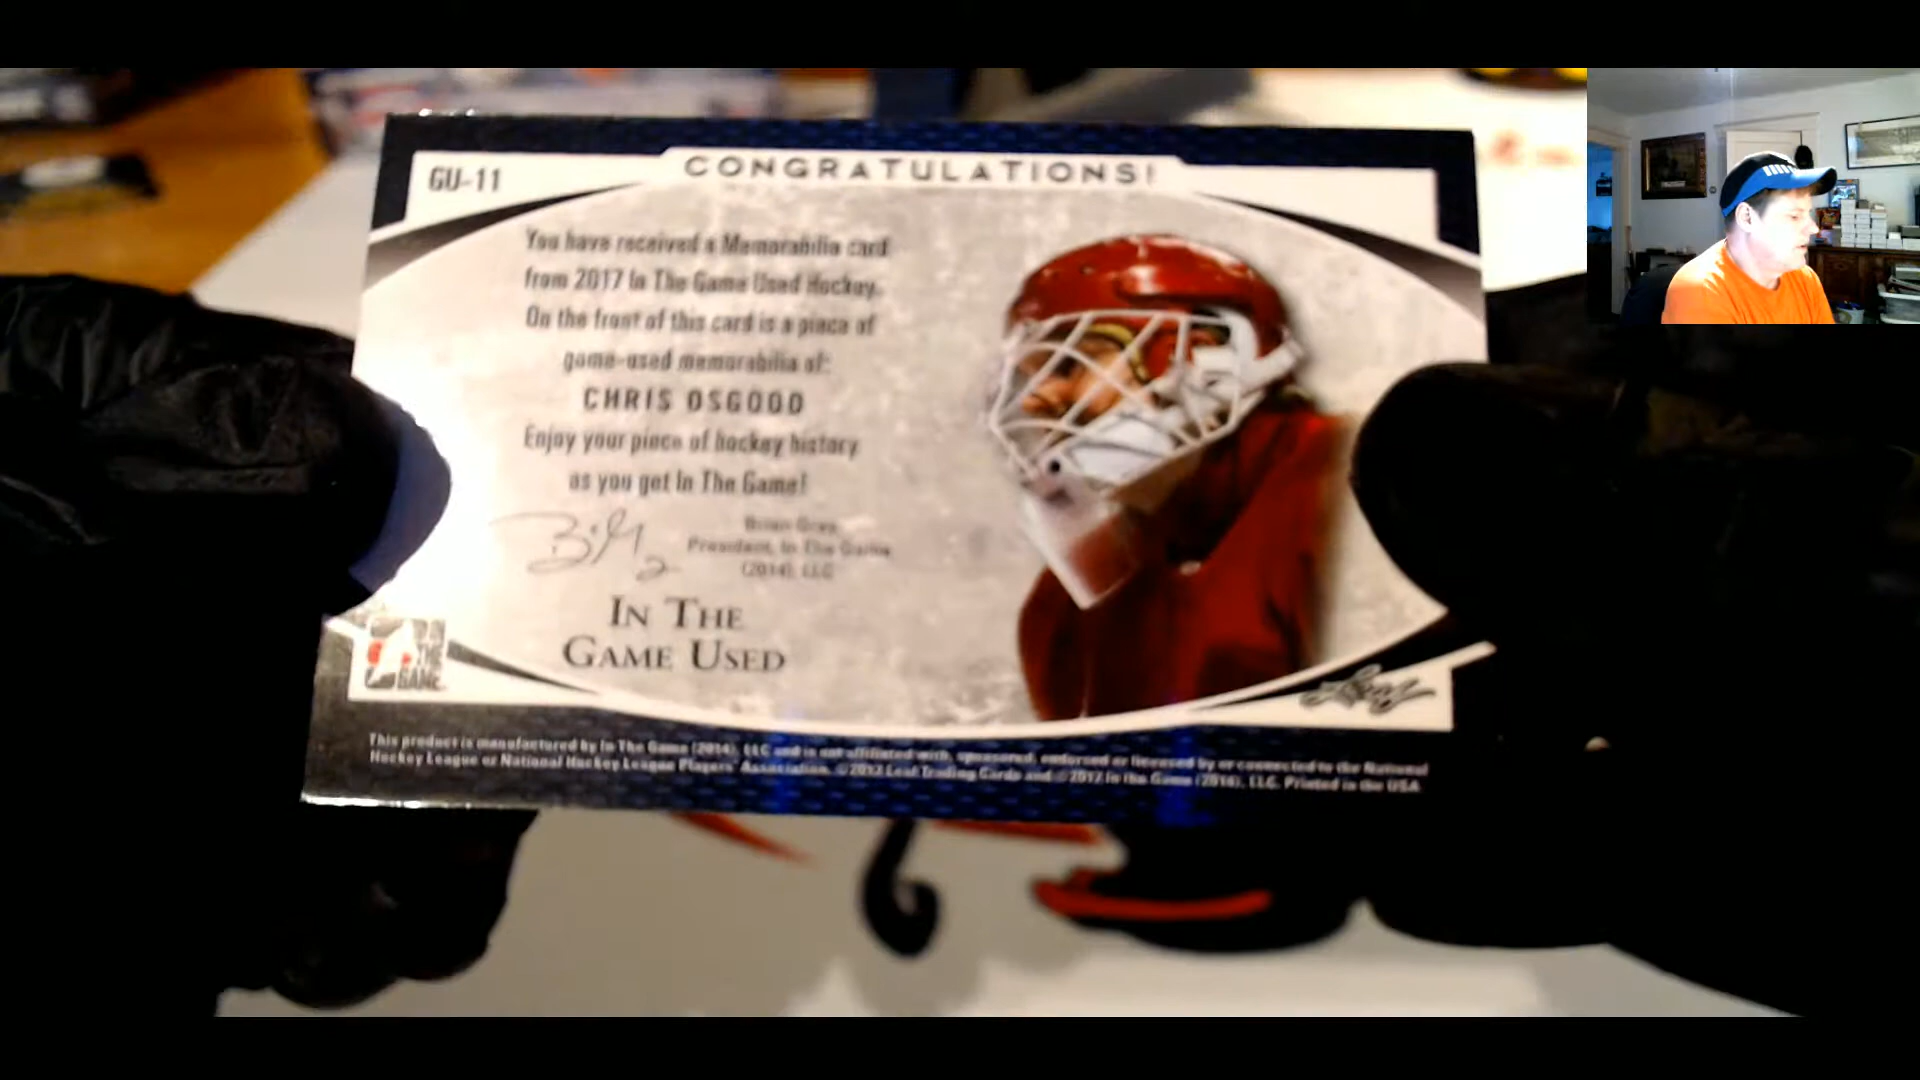 GU-11
CONGRATULATIONS!
You have received a Memorabilia card
from 2017 In The Game Used Hockey.
On the front of this card is a piece of
game-used memorabilia of:
CHRIS OSGOOD
Enjoy your piece of hockey history
as you get In The Game!
Brian Gray
President, In The Game
(2014), LLC
IN THE
GAME USED
IN THE
GAME
Leaf
This product is manufactured by In The Game (2014), LLC and is not affiliated with, sponsored, endorsed or licensed by or connected to the National
Hockey League or National Hockey League Players' Association. ©2017 Leaf Trading Cards and ©2017 In the Game (2014), LLC. Printed in the USA